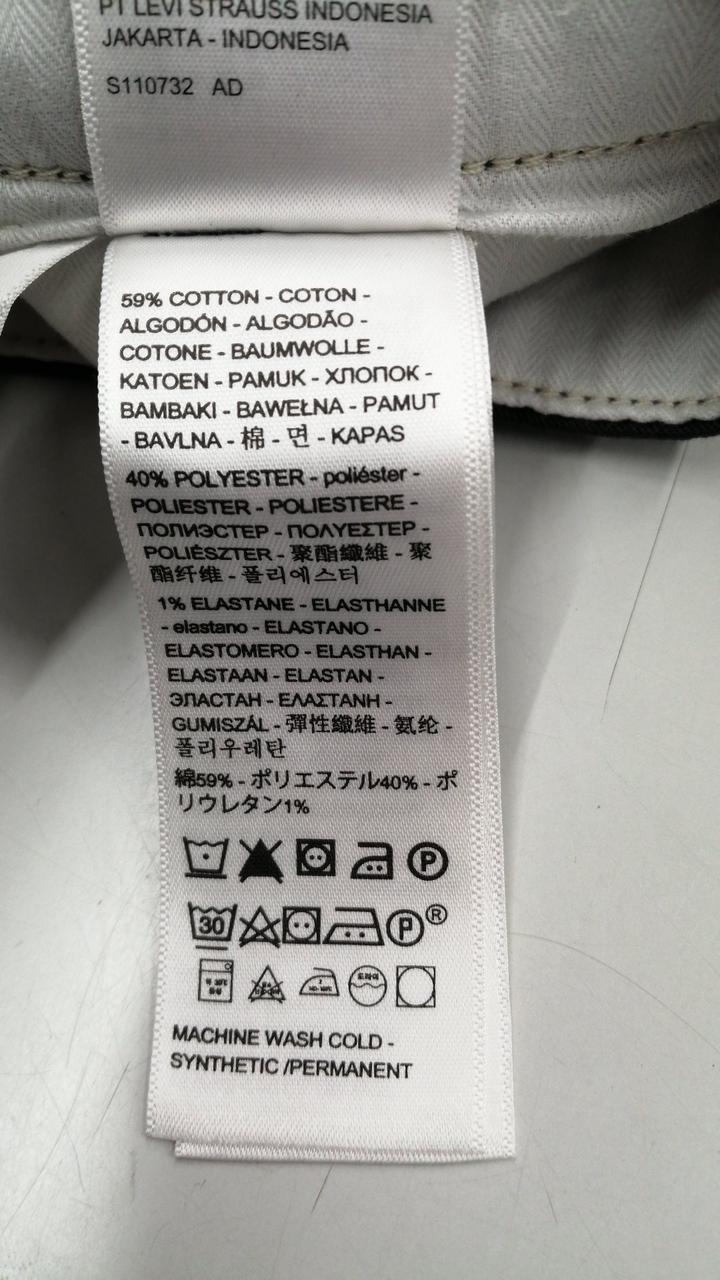 PT LEVI STRAUSS INDONESIA
JAKARTA - INDONESIA
S110732 AD
59% COTTON - COTON -
ALGODÓN - ALGODÃO -
COTONE - BAUMWOLLE -
KATOEN - PAMUK - ХЛОПОК -
BAMBAKI - BAWEŁNA - PAMUT
- BAVLNA - 棉 - 면 - KAPAS
40% POLYESTER - poliéster -
POLIESTER - POLIESTERE -
ПОЛИЭСТЕР - ΠΟΛΥΕΣΤΕΡ -
POLIÉSZTER - 聚酯纖維 - 聚
酯纤维 - 폴리에스터
1% ELASTANE - ELASTHANNE
- elastano - ELASTANO -
ELASTOMERO - ELASTHAN -
ELASTAAN - ELASTAN -
ЭЛАСТАН - ΕΛΑΣΤΑΝΗ -
GUMISZÁL - 彈性纖維 - 氨纶 -
폴리우레탄
綿59% - ポリエステル40% - ポ
リウレタン1%
P
30 P ®
드라이
MACHINE WASH COLD -
SYNTHETIC /PERMANENT